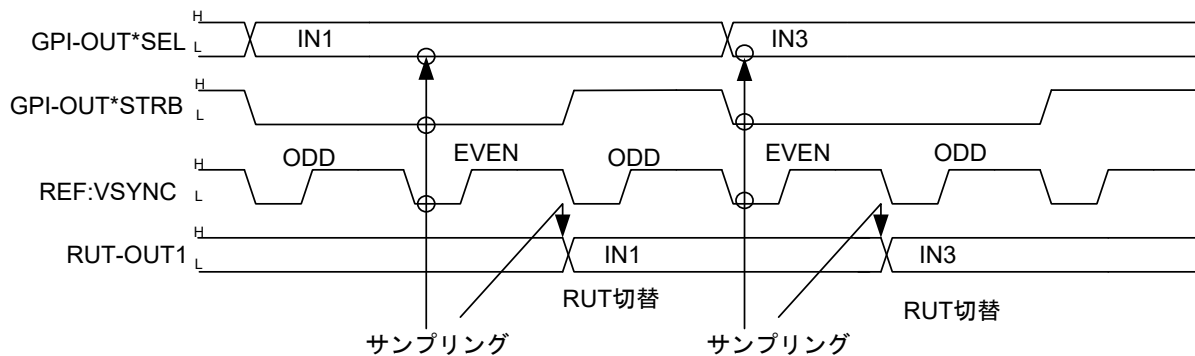 H
GPI-OUT*SEL L IN1 IN3
H
GPI-OUT*STRB L
H ODD EVEN ODD EVEN ODD
REF:VSYNC L
H
RUT-OUT1 L IN1 IN3
RUT切替 RUT切替
サンプリング サンプリング